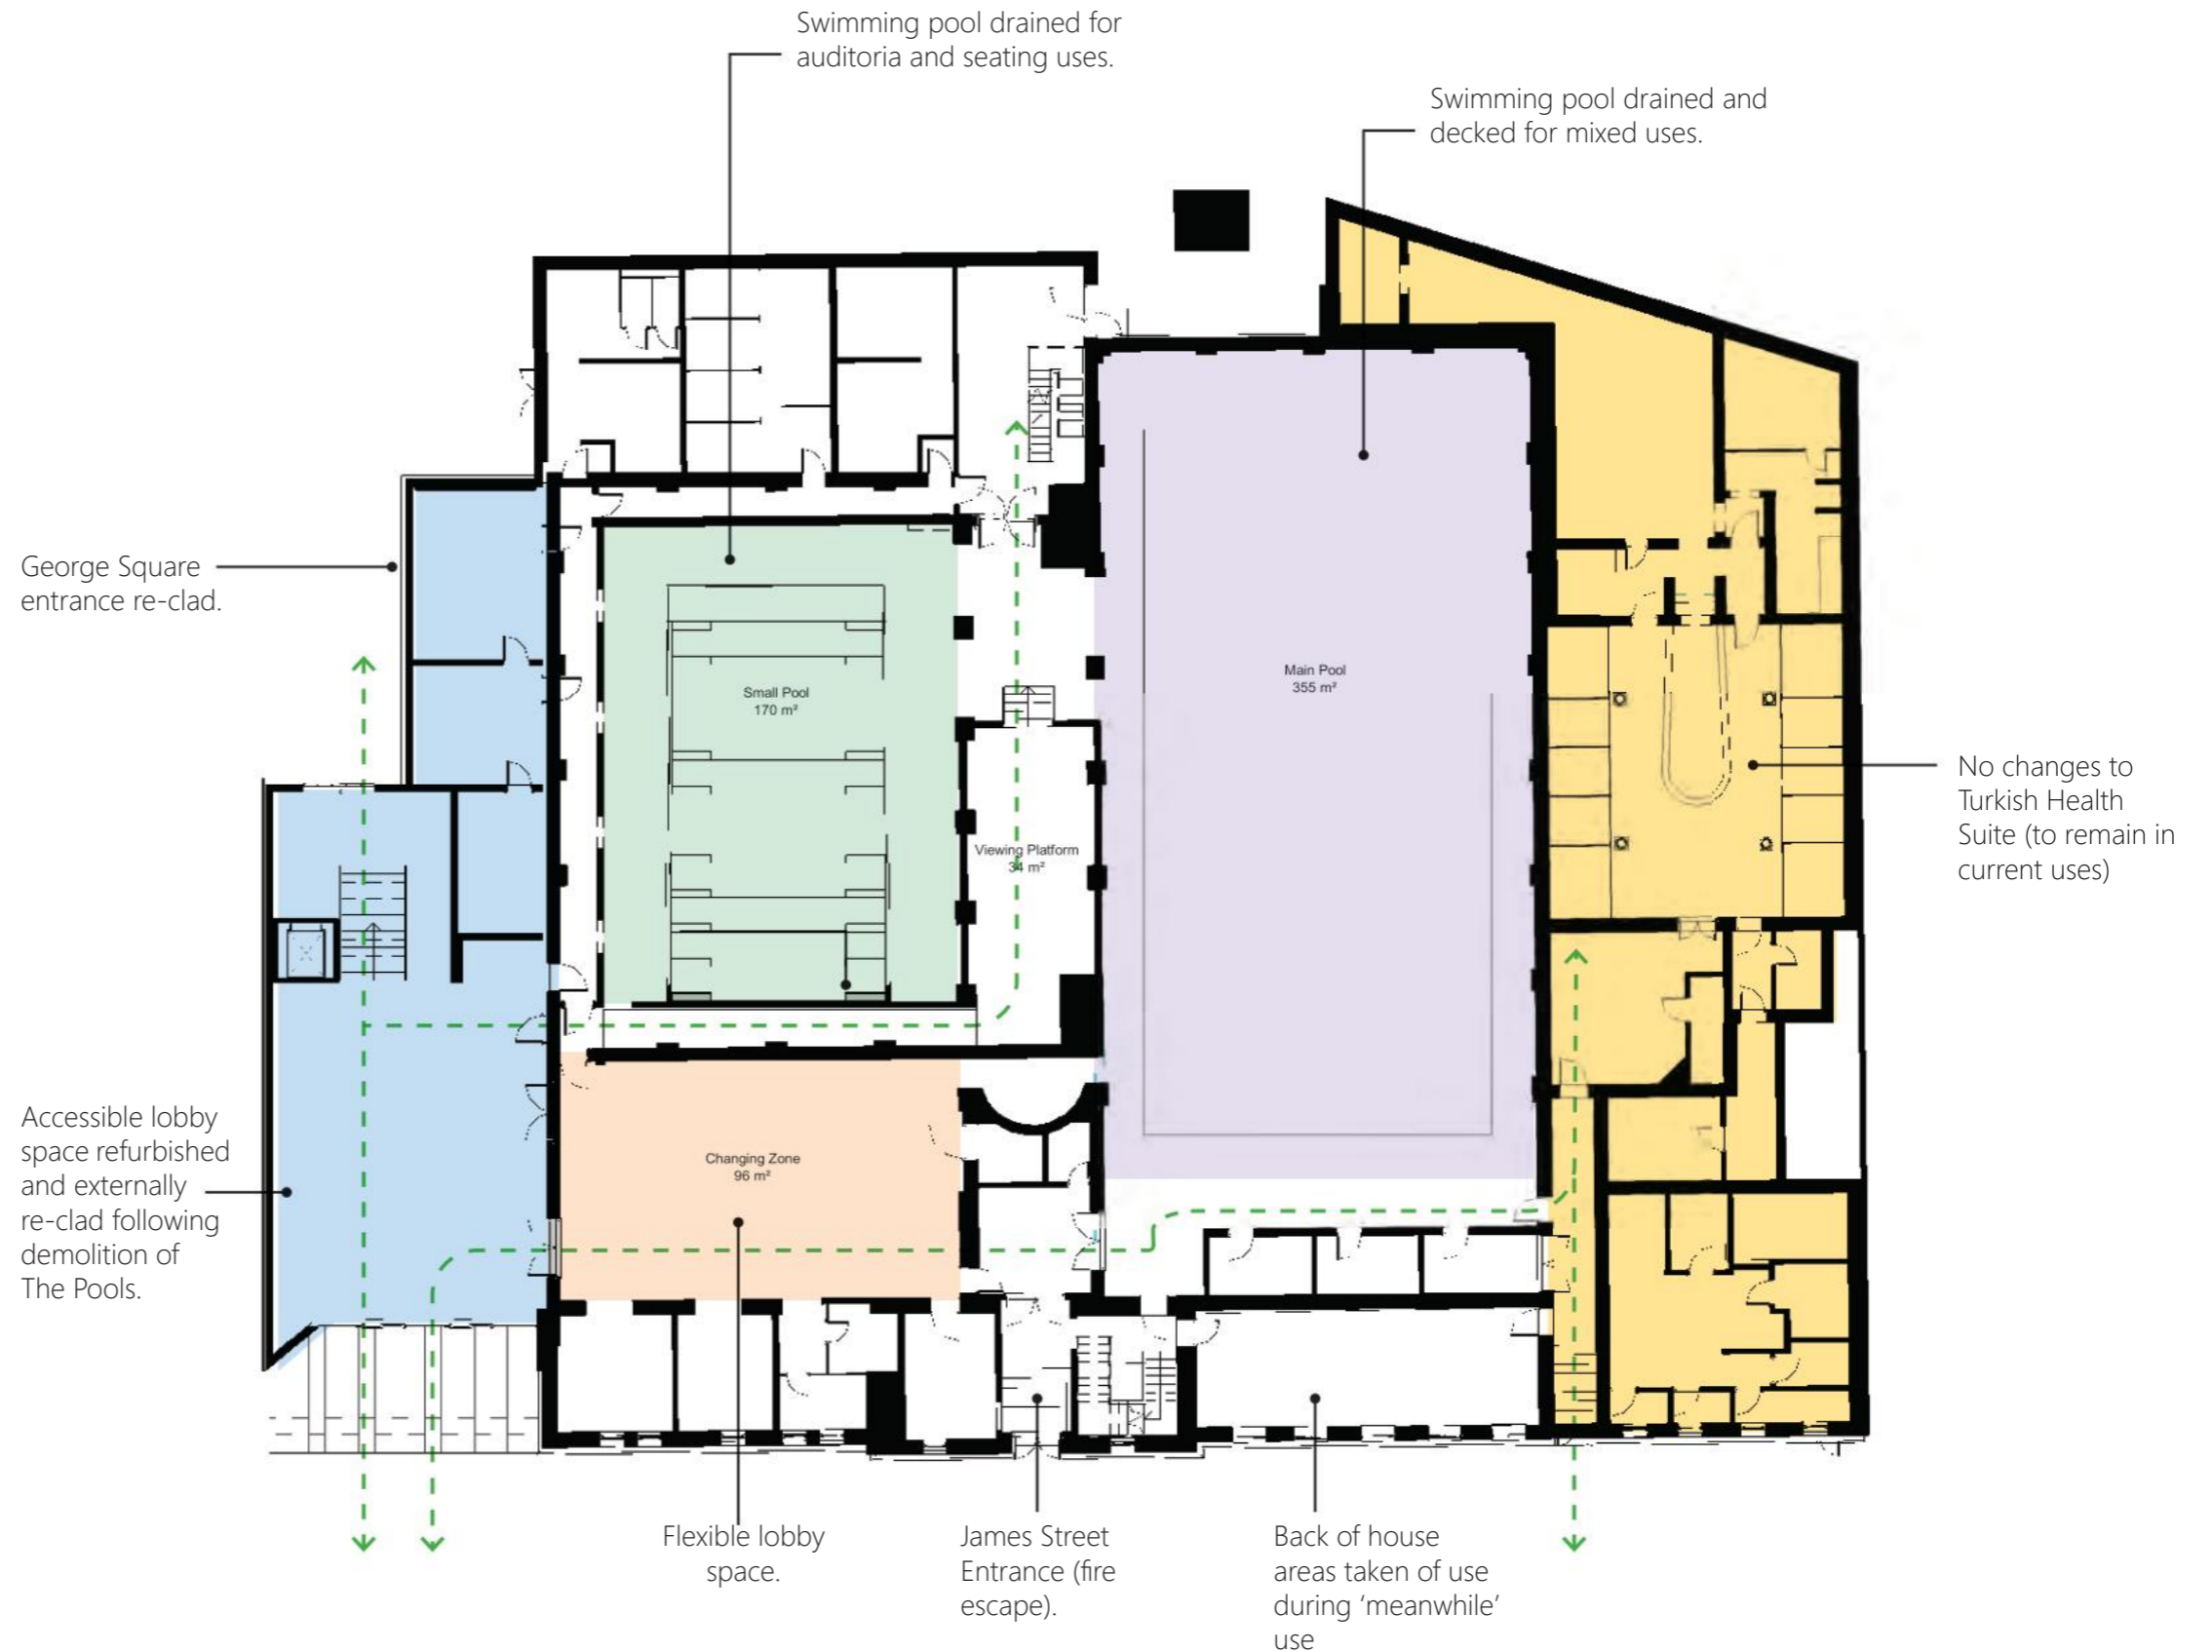 Swimming pool drained for
auditoria and seating uses.
Swimming pool drained and
decked for mixed uses.
George Square
entrance re-clad.
Small Pool
170 m²
Main Pool
355 m²
Viewing Platform
34 m²
No changes to
Turkish Health
Suite (to remain in
current uses)
Accessible lobby
space refurbished
and externally
re-clad following
demolition of
The Pools.
Changing Zone
96 m²
Flexible lobby
space.
James Street
Entrance (fire
escape).
Back of house
areas taken of use
during ‘meanwhile’
use